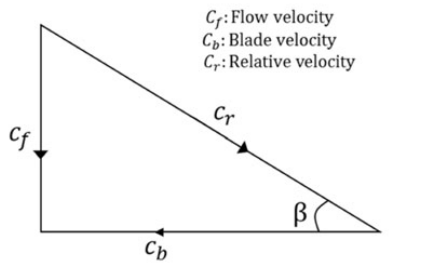 C_f: Flow velocity
C_b: Blade velocity
C_r: Relative velocity
C_r
C_f
β
C_b